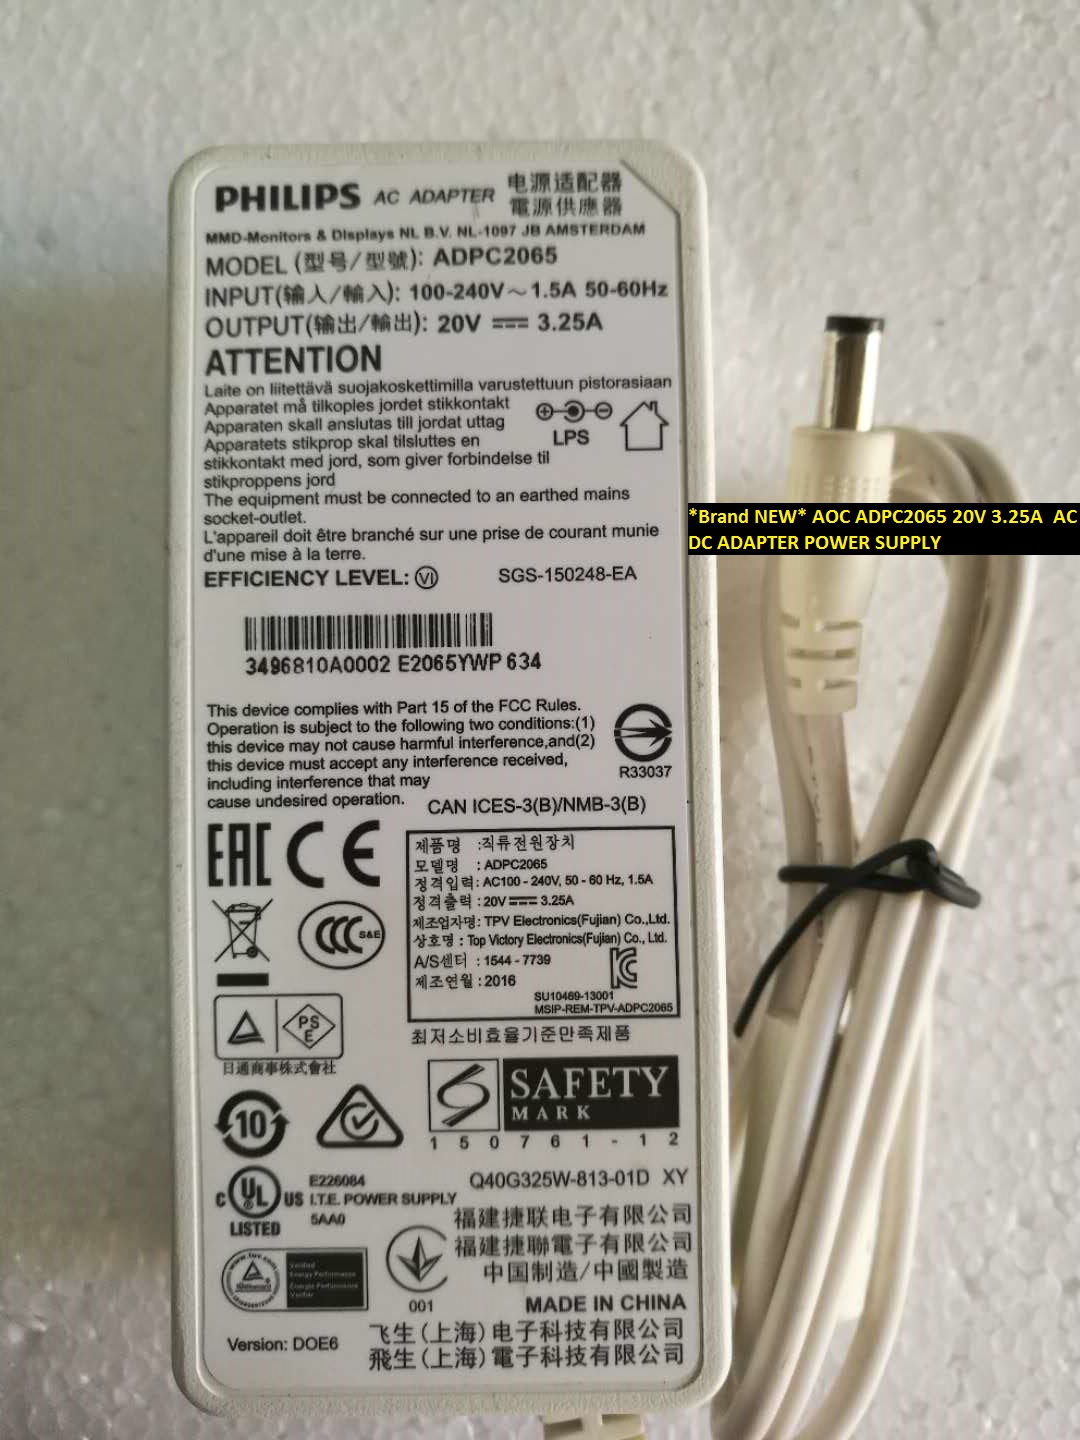 PHILIPS AC ADAPTER 电源适配器
電源供應器
MMD-Monitors & Displays NL B.V. NL-1097 JB AMSTERDAM
MODEL (型号/型號): ADPC2065
INPUT(输入/輸入): 100-240V～1.5A 50-60Hz
OUTPUT(输出/輸出): 20V ⎓ 3.25A
ATTENTION
Laite on liitettävä suojakoskettimilla varustettuun pistorasiaan
Apparatet må tilkoples jordet stikkontakt
Apparaten skall anslutas till jordat uttag
Apparatets stikprop skal tilsluttes en
stikkontakt med jord, som giver forbindelse til
stikproppens jord
LPS
The equipment must be connected to an earthed mains
socket-outlet.
L'appareil doit être branché sur une prise de courant munie
d'une mise à la terre.
EFFICIENCY LEVEL: VI SGS-150248-EA
3496810A0002 E2065YWP 634
*Brand NEW* AOC ADPC2065 20V 3.25A AC
DC ADAPTER POWER SUPPLY
This device complies with Part 15 of the FCC Rules.
Operation is subject to the following two conditions:(1)
this device may not cause harmful interference,and(2)
this device must accept any interference received,
including interference that may
cause undesired operation.
R33037
CAN ICES-3(B)/NMB-3(B)
EAC CE
CCC S&E
제품명 :직류전원장치
모델명 : ADPC2065
정격입력: AC100 - 240V, 50 - 60 Hz, 1.5A
정격출력: 20V ⎓ 3.25A
제조업자명: TPV Electronics(Fujian) Co.,Ltd.
상호명 : Top Victory Electronics(Fujian) Co., Ltd.
A/S센터 : 1544 - 7739
제조연월 : 2016
SU10469-13001
MSIP-REM-TPV-ADPC2065
최저소비효율기준만족제품
PS
E
日通商事株式會社
SAFETY
MARK
150761-12
10
C UL US
LISTED
E226084
I.T.E. POWER SUPPLY
5AA0
Q40G325W-813-01D XY
福建捷联电子有限公司
福建捷聯電子有限公司
中国制造/中國製造
001
MADE IN CHINA
Version: DOE6
飞生(上海)电子科技有限公司
飛生(上海)電子科技有限公司